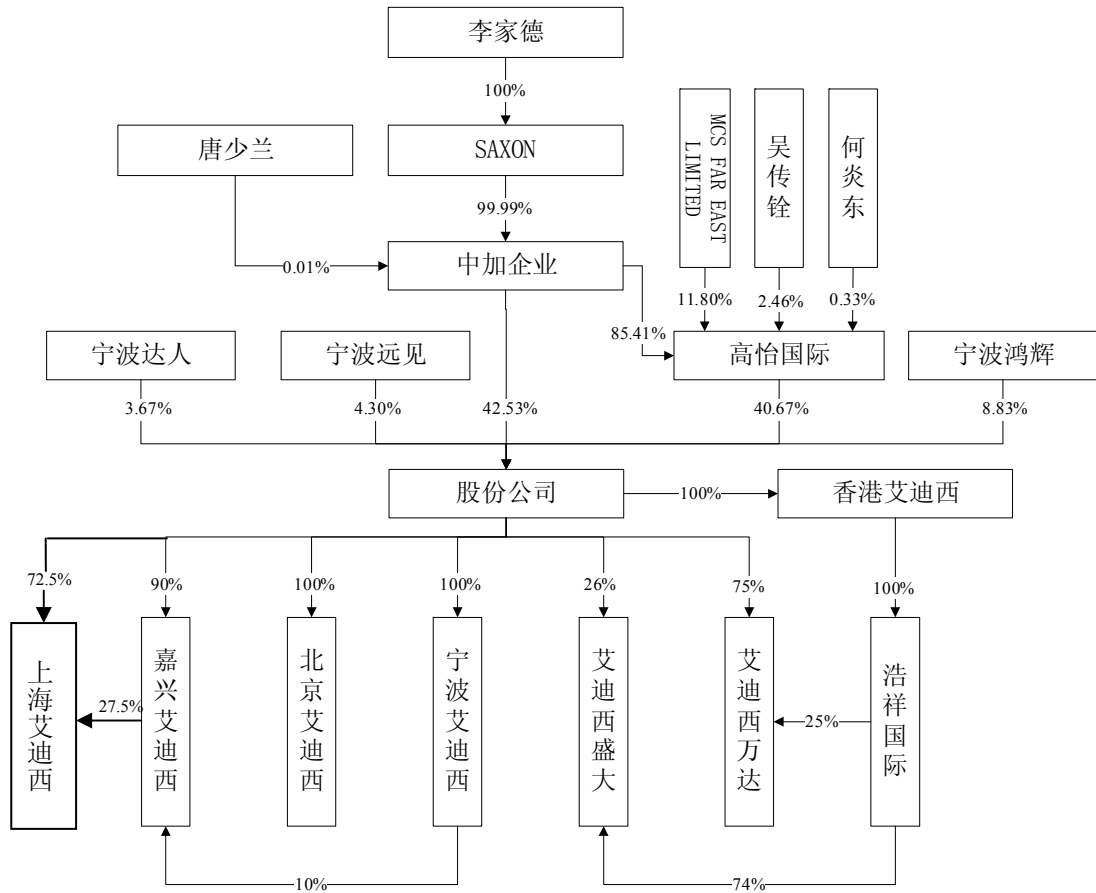 李家德
100%
唐少兰
SAXON
MCS FAR EAST
LIMITED
吴传铨
何炎东
99.99%
0.01%
中加企业
11.80%
2.46%
0.33%
85.41%
宁波达人
宁波远见
高怡国际
宁波鸿辉
3.67%
4.30%
42.53%
40.67%
8.83%
股份公司
100%
香港艾迪西
72.5%
90%
100%
100%
26%
75%
100%
上海艾迪西
27.5%
嘉兴艾迪西
北京艾迪西
宁波艾迪西
艾迪西盛大
艾迪西万达
25%
浩祥国际
10%
74%